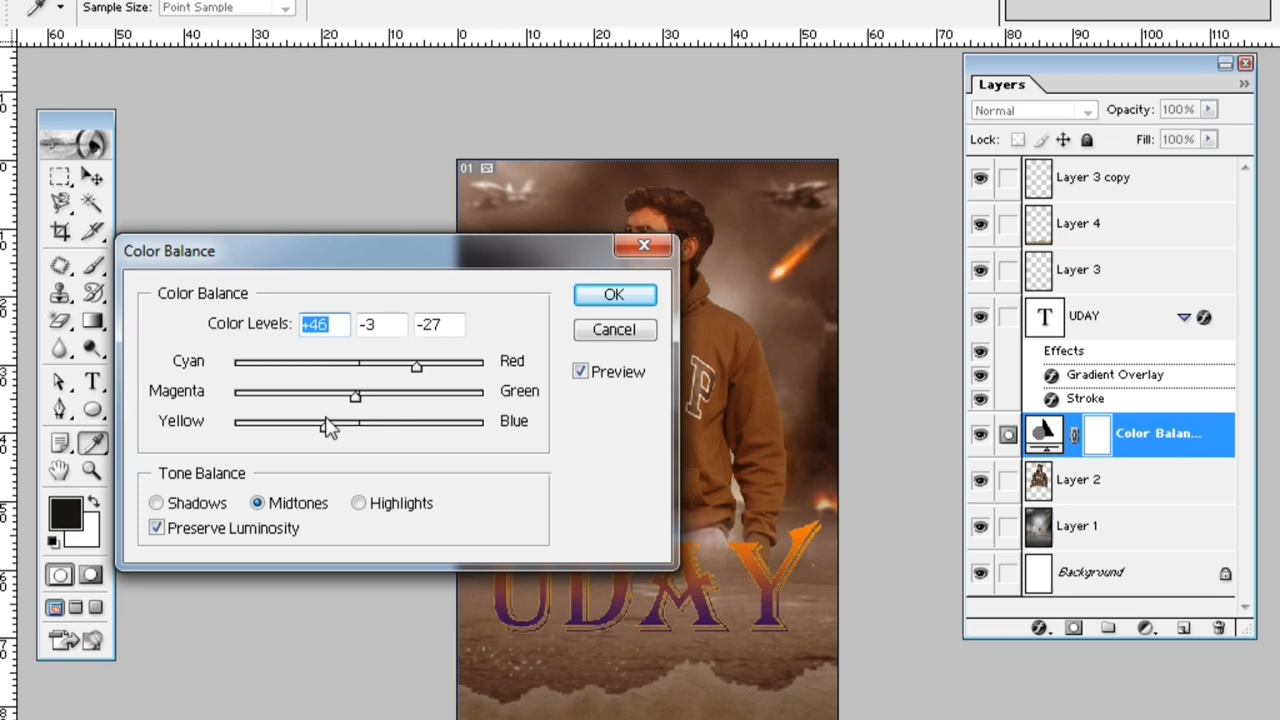 Sample Size: Point Sample
60 50 40 30 20 10 0 10 20 30 40 50 60 70 80 90 100 110
Layers
Normal Opacity: 100%
Lock: Fill: 100%
01
Layer 3 copy
Layer 4
Layer 3
T UDAY
Effects
Gradient Overlay
Stroke
Color Balan...
Layer 2
Layer 1
Background
Color Balance
Color Balance
Color Levels: +46 -3 -27
Cyan Red
Magenta Green
Yellow Blue
Tone Balance
Shadows Midtones Highlights
Preserve Luminosity
OK
Cancel
Preview
P
UDAY